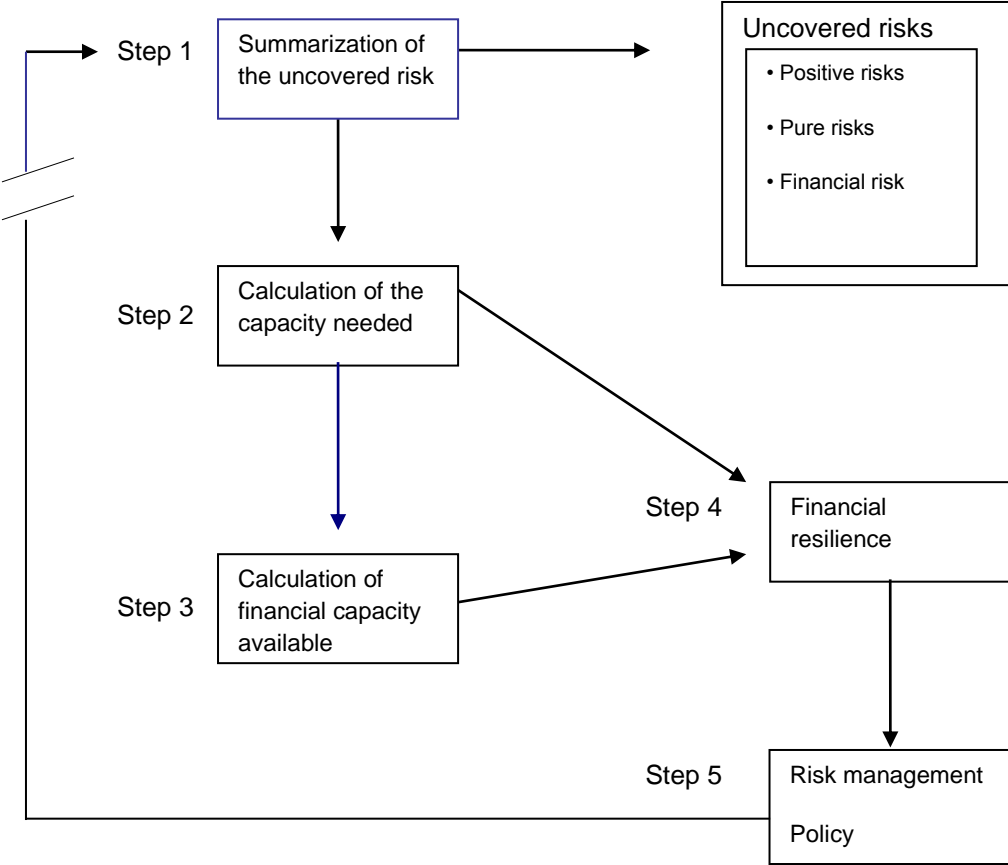 Step 1
Summarization of
the uncovered risk
Uncovered risks
• Positive risks
• Pure risks
• Financial risk
Step 2
Calculation of the
capacity needed
Step 3
Calculation of
financial capacity
available
Step 4
Financial
resilience
Step 5
Risk management
Policy